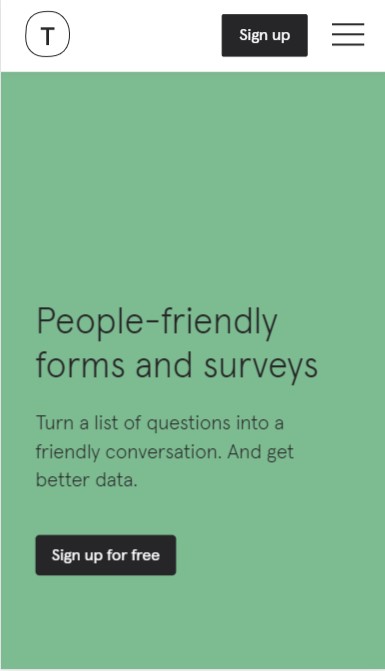 T
Sign up
People-friendly
forms and surveys
Turn a list of questions into a
friendly conversation. And get
better data.
Sign up for free